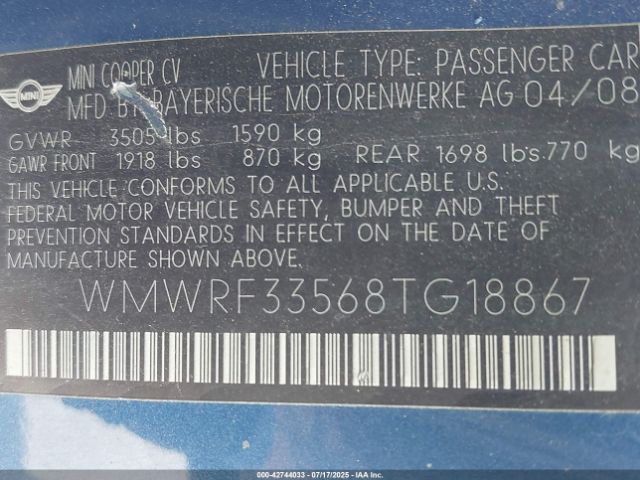 MINI COOPER CV VEHICLE TYPE: PASSENGER CAR
MINI
MFD BY: BAYERISCHE MOTORENWERKE AG 04/08
GVWR 3505 lbs 1590 kg
GAWR FRONT 1918 lbs 870 kg REAR 1698 lbs. 770 kg
THIS VEHICLE CONFORMS TO ALL APPLICABLE U.S.
FEDERAL MOTOR VEHICLE SAFETY, BUMPER AND THEFT
PREVENTION STANDARDS IN EFFECT ON THE DATE OF
MANUFACTURE SHOWN ABOVE.
WMWRF33568TG18867
000-42744033 - 07/17/2025 - IAA Inc.